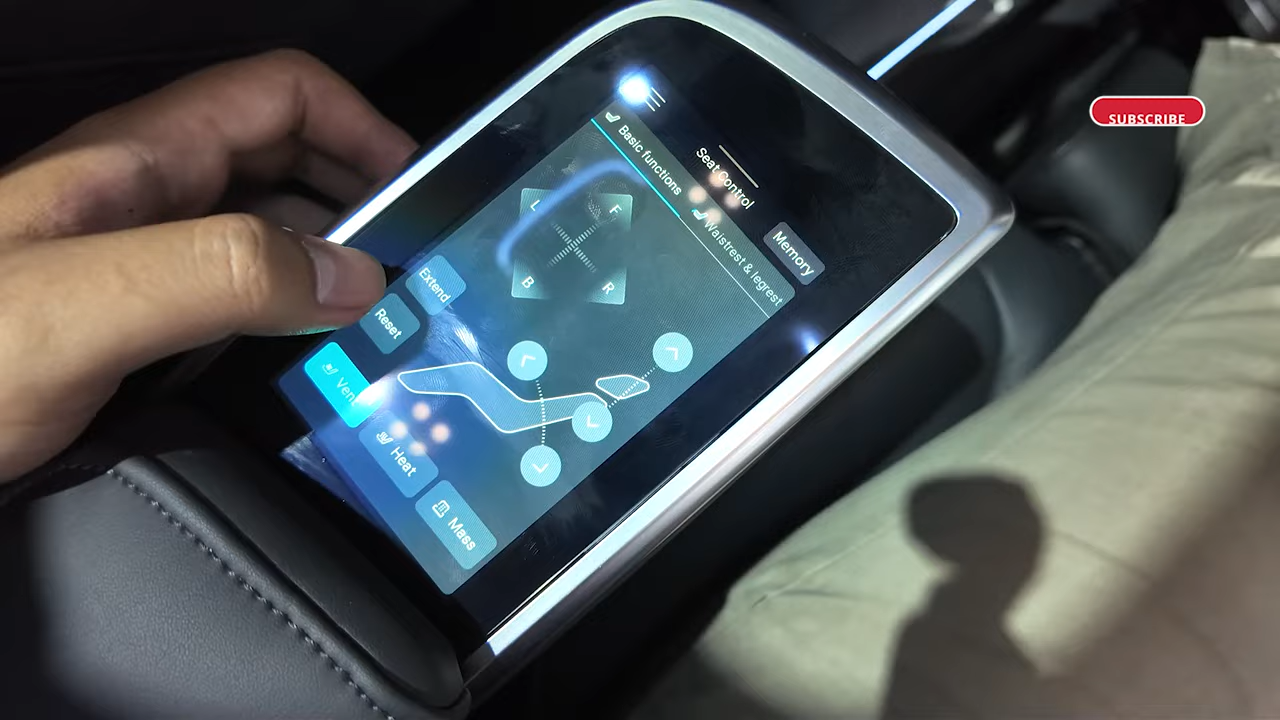 SUBSCRIBE
Seat Control
Memory
Basic functions
Waistrest & legrest
L
F
B
R
Extend
Reset
Heat
Mass